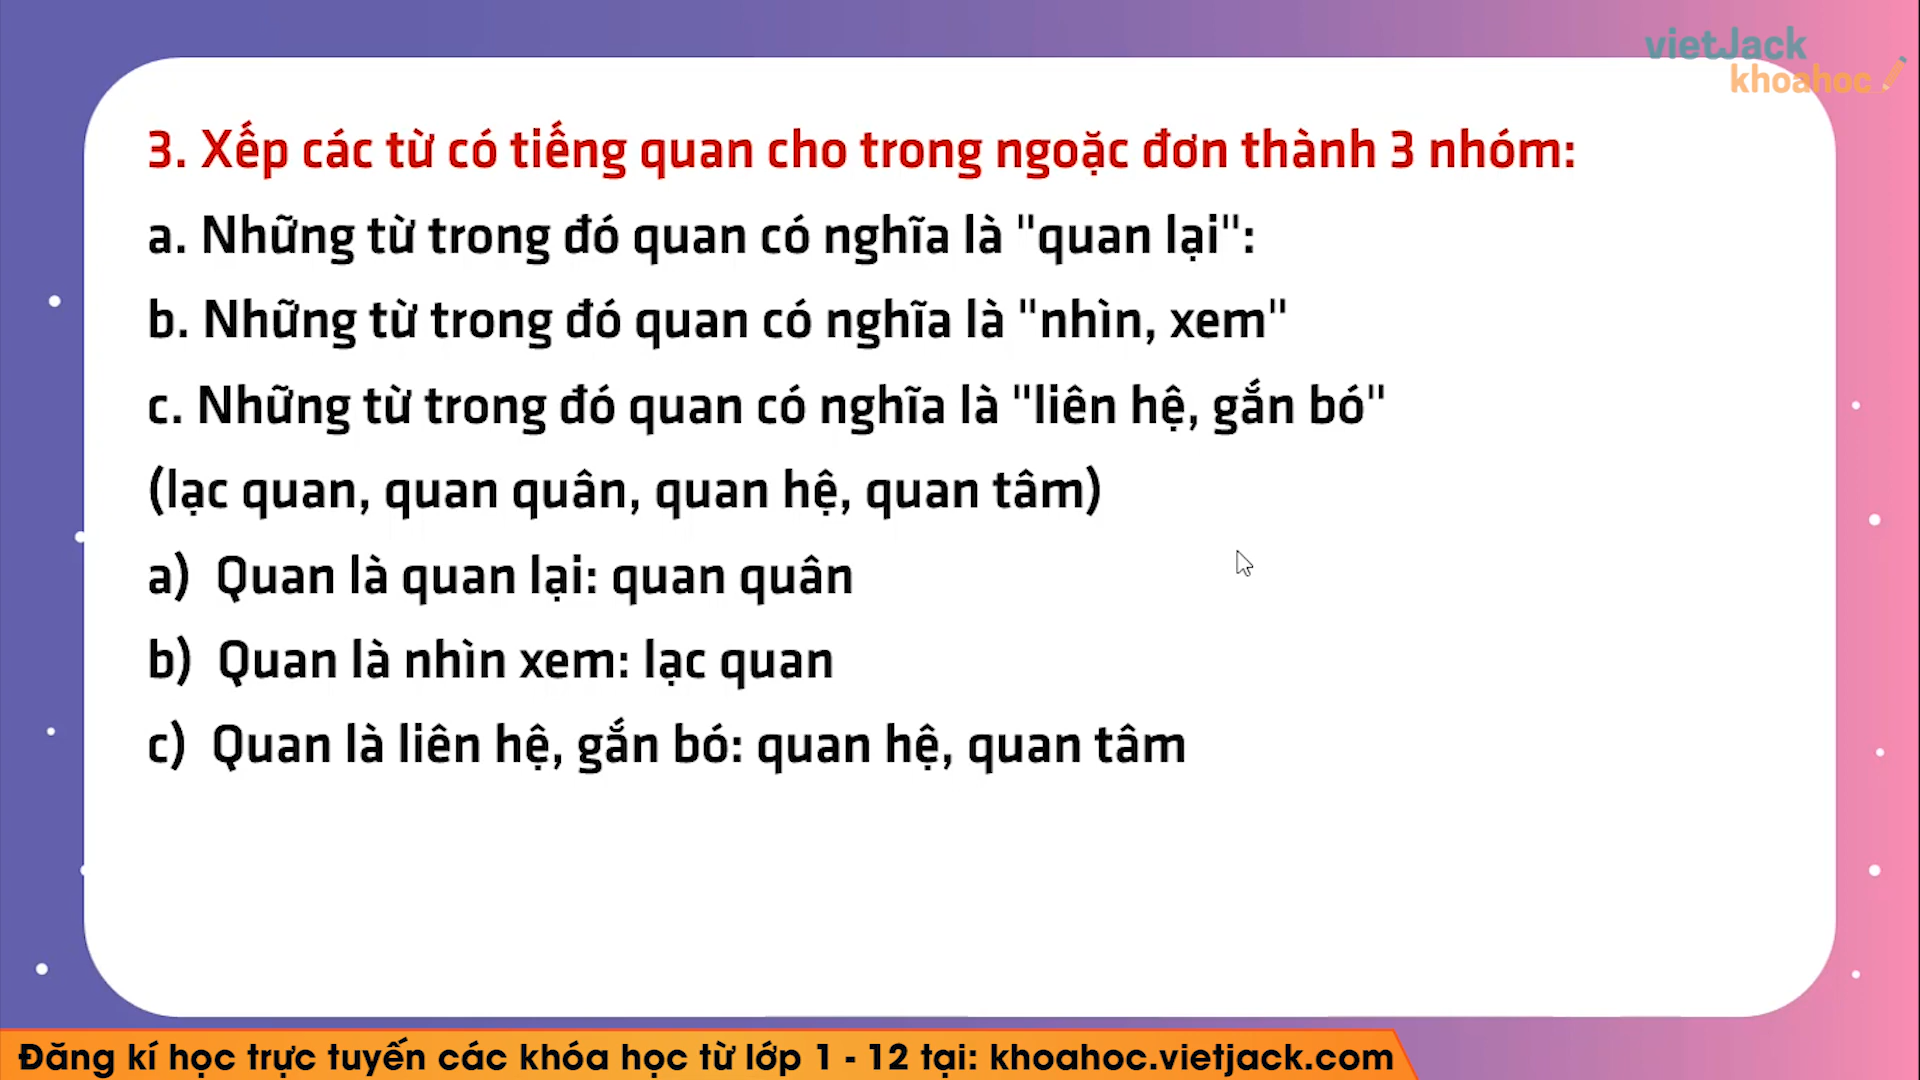 vietJack
khoahoc
3. Xếp các từ có tiếng quan cho trong ngoặc đơn thành 3 nhóm:
a. Những từ trong đó quan có nghĩa là "quan lại":
b. Những từ trong đó quan có nghĩa là "nhìn, xem"
c. Những từ trong đó quan có nghĩa là "liên hệ, gắn bó"
(lạc quan, quan quân, quan hệ, quan tâm)
a) Quan là quan lại: quan quân
b) Quan là nhìn xem: lạc quan
c) Quan là liên hệ, gắn bó: quan hệ, quan tâm
Đăng kí học trực tuyến các khóa học từ lớp 1 - 12 tại: khoahoc.vietjack.com